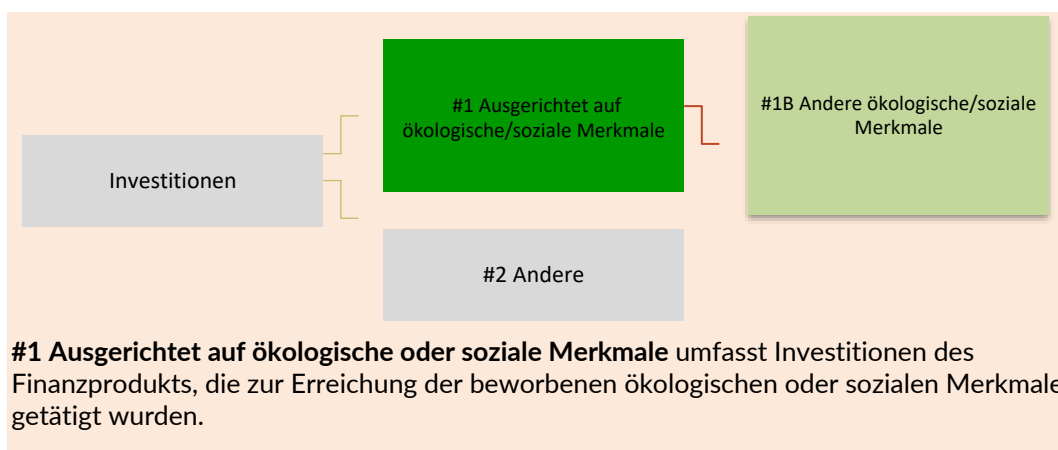 #1 Ausgerichtet auf
ökologische/soziale Merkmale
#1B Andere ökologische/soziale
Merkmale
Investitionen
#2 Andere
#1 Ausgerichtet auf ökologische oder soziale Merkmale umfasst Investitionen des
Finanzprodukts, die zur Erreichung der beworbenen ökologischen oder sozialen Merkmale
getätigt wurden.